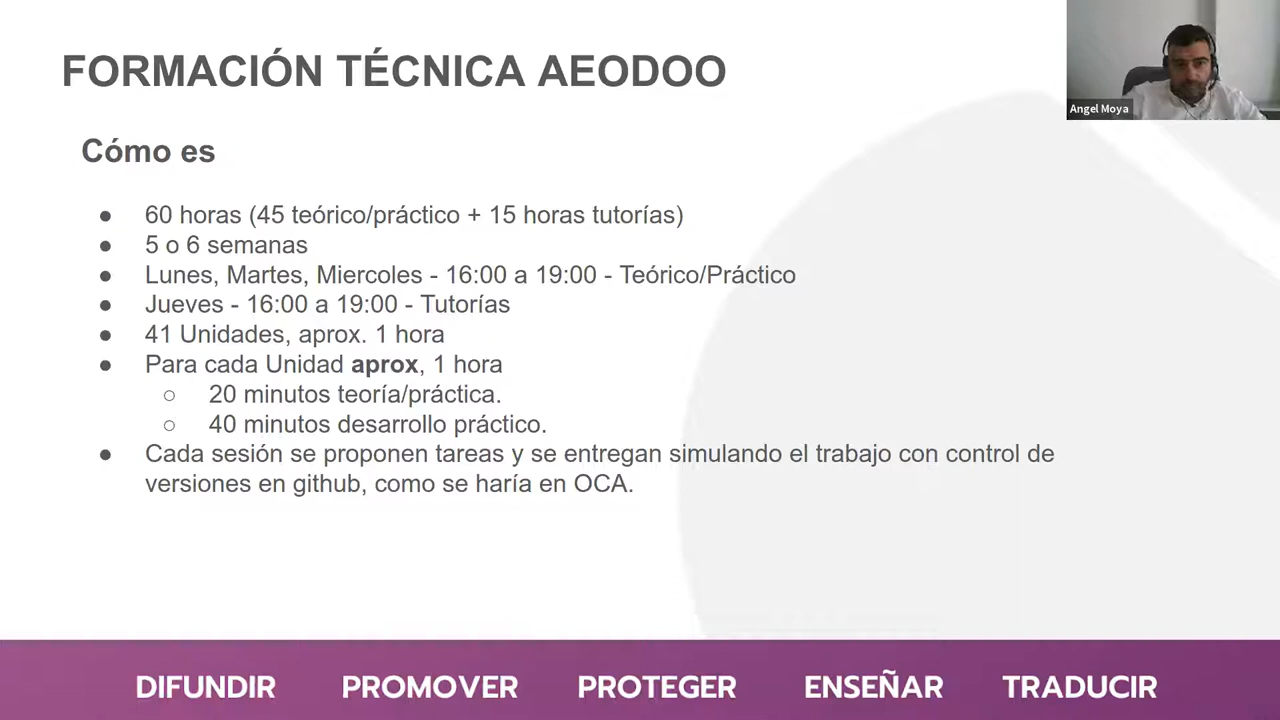 FORMACIÓN TÉCNICA AEODOO
Angel Moya
Cómo es
● 60 horas (45 teórico/práctico + 15 horas tutorías)
● 5 o 6 semanas
● Lunes, Martes, Miercoles - 16:00 a 19:00 - Teórico/Práctico
● Jueves - 16:00 a 19:00 - Tutorías
● 41 Unidades, aprox. 1 hora
● Para cada Unidad aprox, 1 hora
○ 20 minutos teoría/práctica.
○ 40 minutos desarrollo práctico.
● Cada sesión se proponen tareas y se entregan simulando el trabajo con control de
versiones en github, como se haría en OCA.
DIFUNDIR PROMOVER PROTEGER ENSEÑAR TRADUCIR